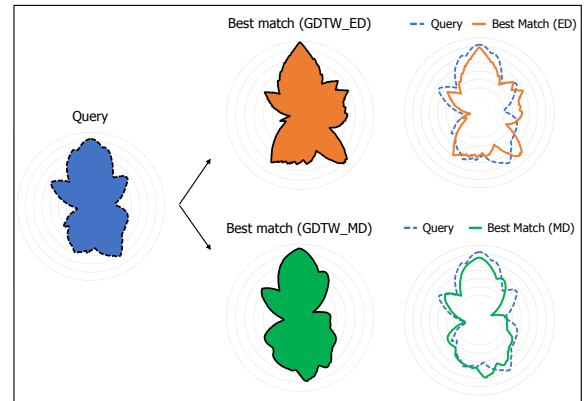 Best match (GDTW_ED)
Query Best Match (ED)
Query
Best match (GDTW_MD)
Query Best Match (MD)